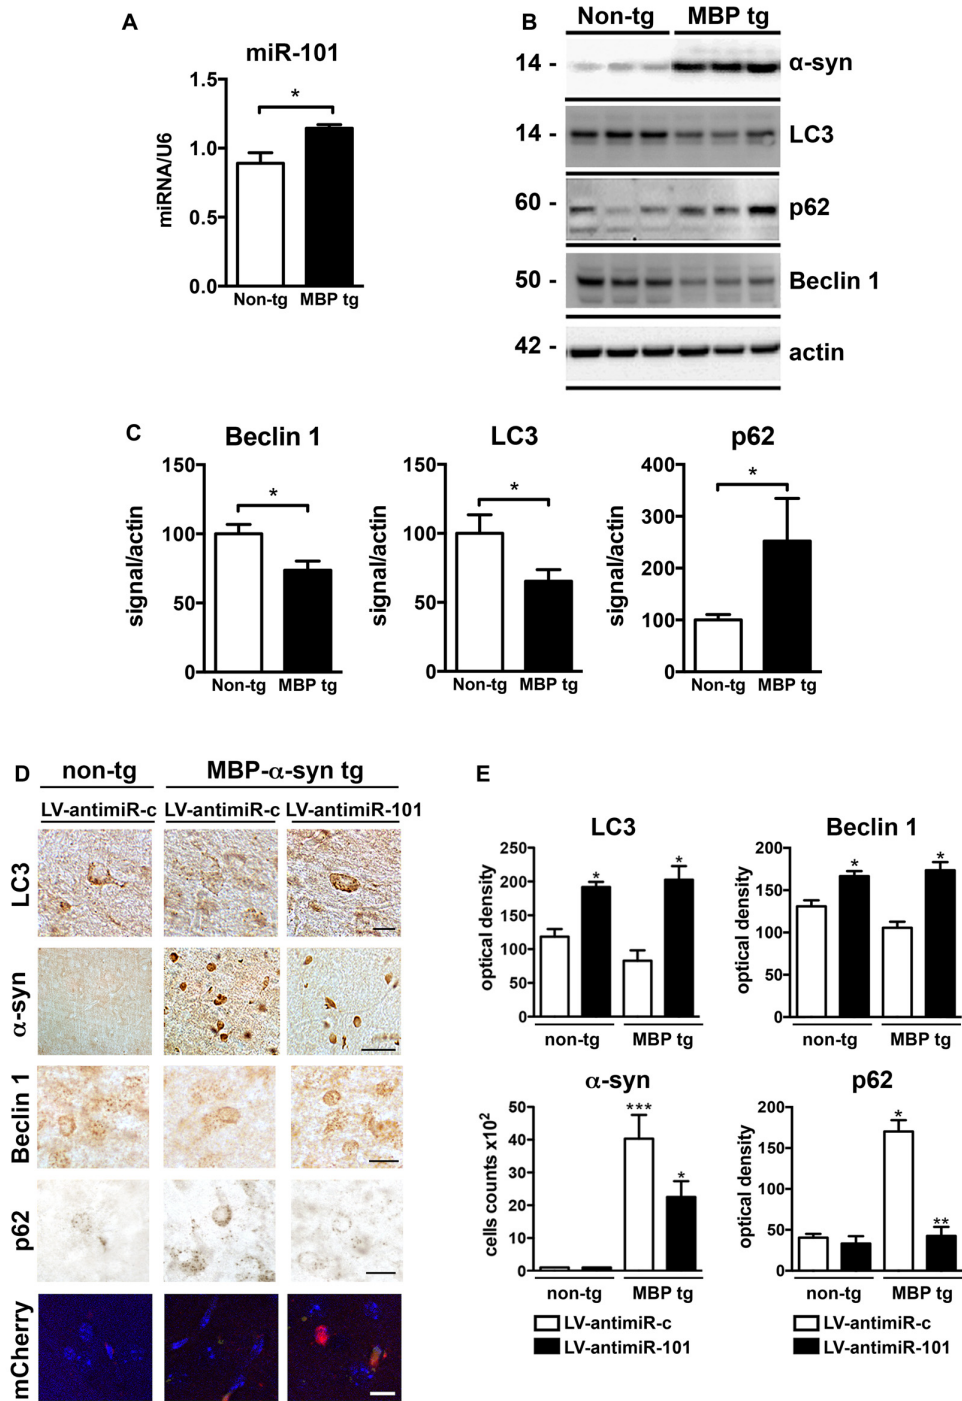 A
miR-101
miRNA/U6
1.5
1.0
0.5
0.0
*
Non-tg MBP tg
B
Non-tg MBP tg
14 - α-syn
14 - LC3
60 - p62
50 - Beclin 1
42 - actin
C
Beclin 1
signal/actin
150
100
50
0
*
Non-tg MBP tg
LC3
signal/actin
150
100
50
0
*
Non-tg MBP tg
p62
signal/actin
400
300
200
100
0
*
Non-tg MBP tg
D
non-tg MBP-α-syn tg
LV-antimiR-c LV-antimiR-c LV-antimiR-101
LC3
α-syn
Beclin 1
p62
mCherry
E
LC3
optical density
250
200
150
100
50
0
* *
non-tg MBP tg
Beclin 1
optical density
200
150
100
50
0
* *
non-tg MBP tg
α-syn
cells counts x10²
50
40
30
20
10
0
*** *
non-tg MBP tg
LV-antimiR-c
LV-antimiR-101
p62
optical density
200
150
100
50
0
* **
non-tg MBP tg
LV-antimiR-c
LV-antimiR-101